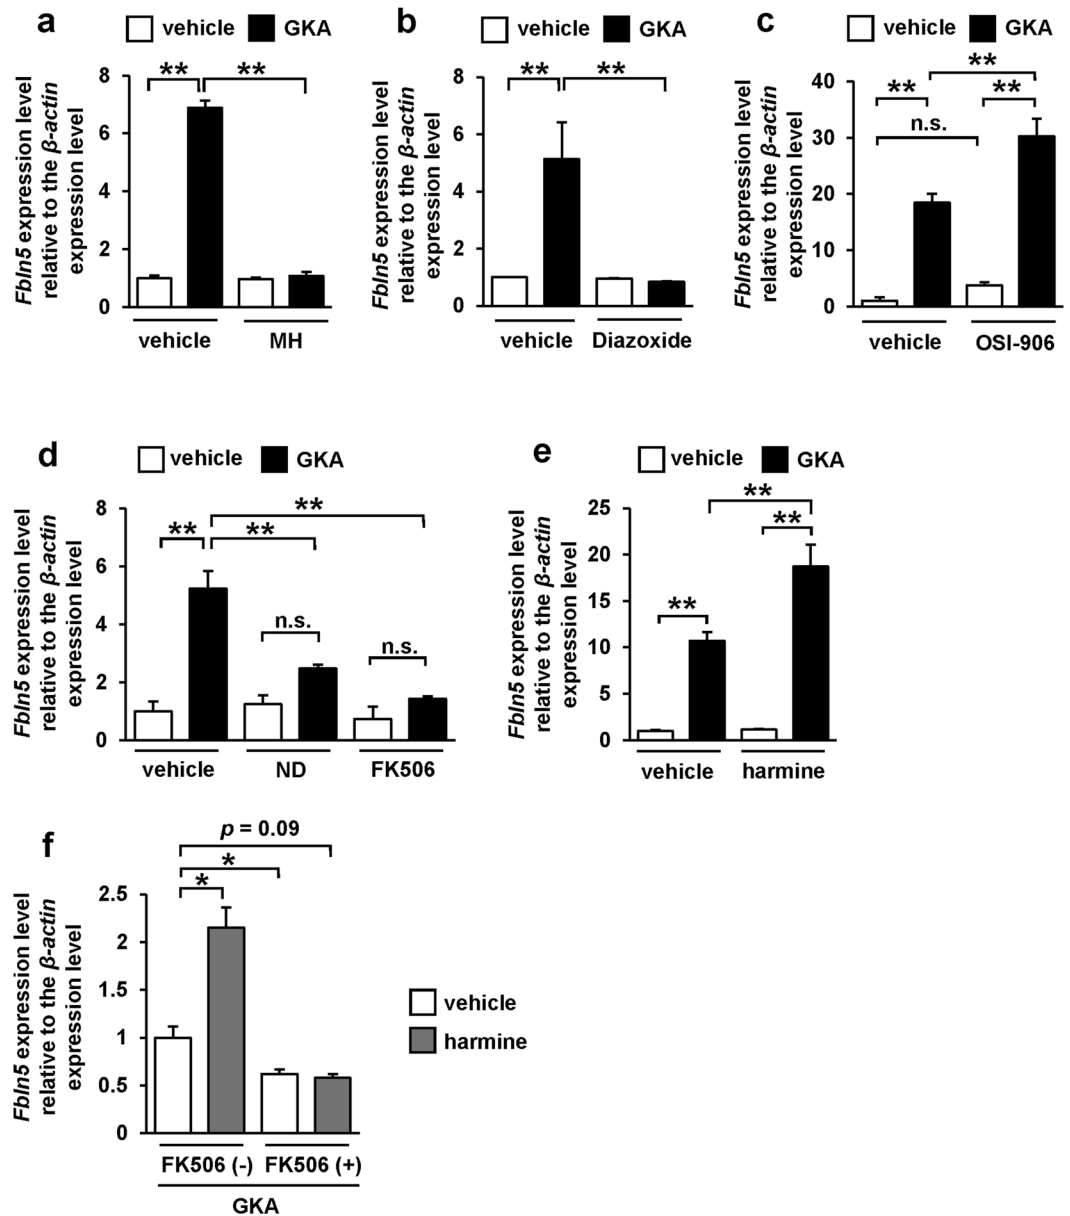 a
vehicle GKA
Fbln5 expression level
relative to the β-actin
expression level
8
6
4
2
0
** **
vehicle MH
b
vehicle GKA
Fbln5 expression level
relative to the β-actin
expression level
8
6
4
2
0
** **
vehicle Diazoxide
c
vehicle GKA
Fbln5 expression level
relative to the β-actin
expression level
40
30
20
10
0
**
** **
n.s.
vehicle OSI-906
d
vehicle GKA
Fbln5 expression level
relative to the β-actin
expression level
8
6
4
2
0
**
** **
n.s.
n.s.
vehicle ND FK506
e
vehicle GKA
Fbln5 expression level
relative to the β-actin
expression level
25
20
15
10
5
0
**
**
**
vehicle harmine
f
p = 0.09
*
*
Fbln5 expression level
relative to the β-actin
expression level
2.5
2
1.5
1
0.5
0
vehicle
harmine
FK506 (-) FK506 (+)
GKA